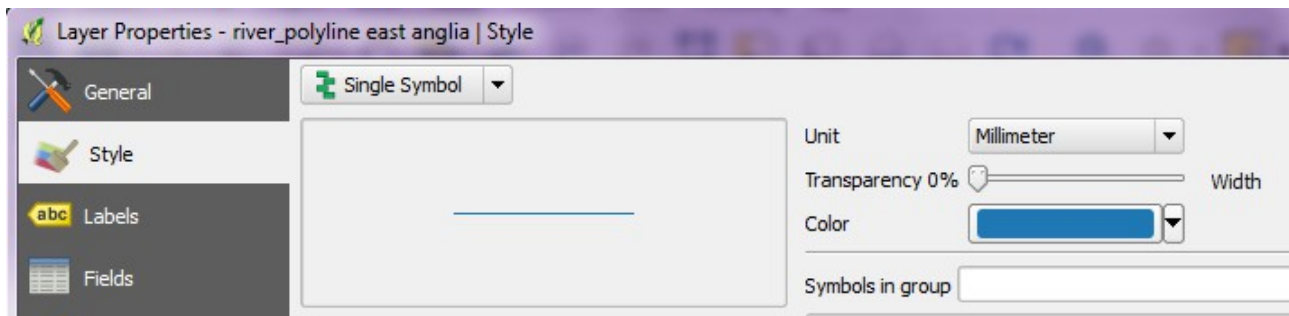 Layer Properties - river_polyline east anglia | Style
General
Single Symbol
Style
abc Labels
Fields
Unit Millimeter
Transparency 0% Width
Color
Symbols in group